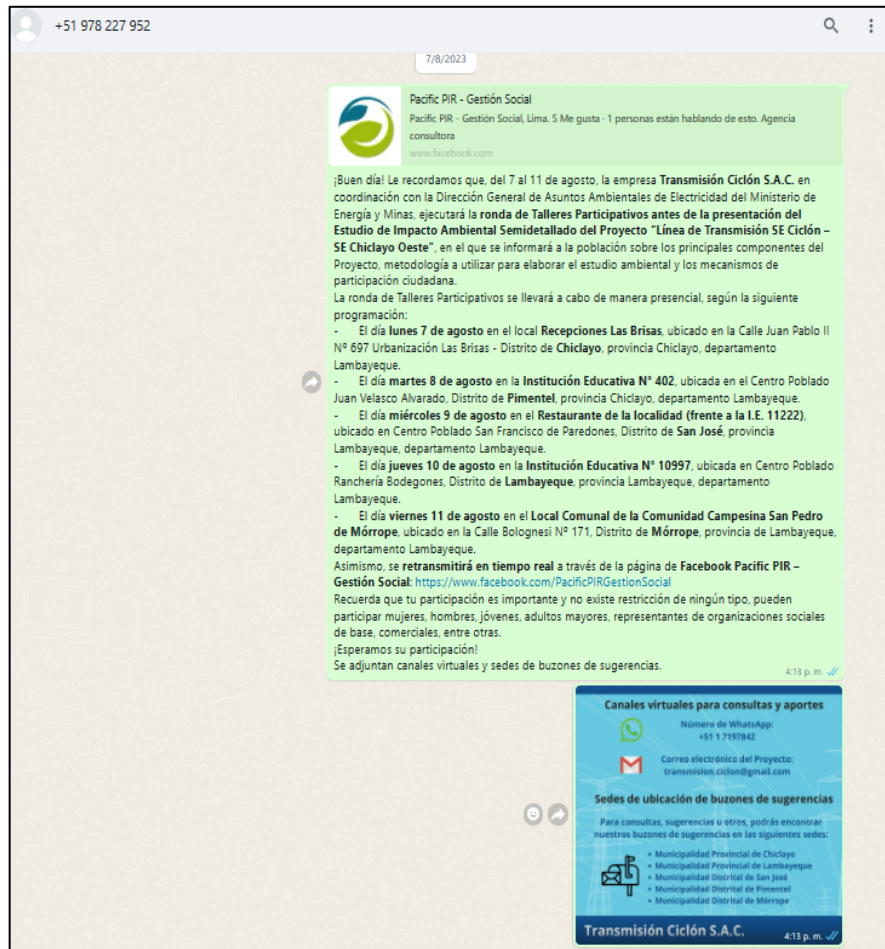 +51 978 227 952
7/8/2023
Pacific PIR - Gestión Social
Pacific PIR - Gestión Social, Lima. 5 Me gusta · 1 personas están hablando de esto. Agencia
consultora
www.facebook.com
¡Buen día! Le recordamos que, del 7 al 11 de agosto, la empresa Transmisión Ciclón S.A.C. en
coordinación con la Dirección General de Asuntos Ambientales de Electricidad del Ministerio de
Energía y Minas, ejecutará la ronda de Talleres Participativos antes de la presentación del
Estudio de Impacto Ambiental Semidetallado del Proyecto "Línea de Transmisión SE Ciclón –
SE Chiclayo Oeste", en el que se informará a la población sobre los principales componentes del
Proyecto, metodología a utilizar para elaborar el estudio ambiental y los mecanismos de
participación ciudadana.
La ronda de Talleres Participativos se llevará a cabo de manera presencial, según la siguiente
programación:
- El día lunes 7 de agosto en el local Recepciones Las Brisas, ubicado en la Calle Juan Pablo II
Nº 697 Urbanización Las Brisas - Distrito de Chiclayo, provincia Chiclayo, departamento
Lambayeque.
- El día martes 8 de agosto en la Institución Educativa N° 402, ubicada en el Centro Poblado
Juan Velasco Alvarado, Distrito de Pimentel, provincia Chiclayo, departamento Lambayeque.
- El día miércoles 9 de agosto en el Restaurante de la localidad (frente a la I.E. 11222),
ubicado en Centro Poblado San Francisco de Paredones, Distrito de San José, provincia
Lambayeque, departamento Lambayeque.
- El día jueves 10 de agosto en la Institución Educativa N° 10997, ubicada en Centro Poblado
Ranchería Bodegones, Distrito de Lambayeque, provincia Lambayeque, departamento
Lambayeque.
- El día viernes 11 de agosto en el Local Comunal de la Comunidad Campesina San Pedro
de Mórrope, ubicado en la Calle Bolognesi Nº 171, Distrito de Mórrope, provincia de Lambayeque,
departamento Lambayeque.
Asimismo, se retransmitirá en tiempo real a través de la página de Facebook Pacific PIR –
Gestión Social: https://www.facebook.com/PacificPIRGestionSocial
Recuerda que tu participación es importante y no existe restricción de ningún tipo, pueden
participar mujeres, hombres, jóvenes, adultos mayores, representantes de organizaciones sociales
de base, comerciales, entre otras.
¡Esperamos su participación!
Se adjuntan canales virtuales y sedes de buzones de sugerencias.
4:13 p. m.
Canales virtuales para consultas y aportes
Número de WhatsApp:
+51 1 7197842
Correo electrónico del Proyecto:
transmision.ciclon@gmail.com
Sedes de ubicación de buzones de sugerencias
Para consultas, sugerencias u otros, podrás encontrar
nuestros buzones de sugerencias en las siguientes sedes:
• Municipalidad Provincial de Chiclayo
• Municipalidad Provincial de Lambayeque
• Municipalidad Distrital de San José
• Municipalidad Distrital de Pimentel
• Municipalidad Distrital de Mórrope
Transmisión Ciclón S.A.C.
4:13 p. m.